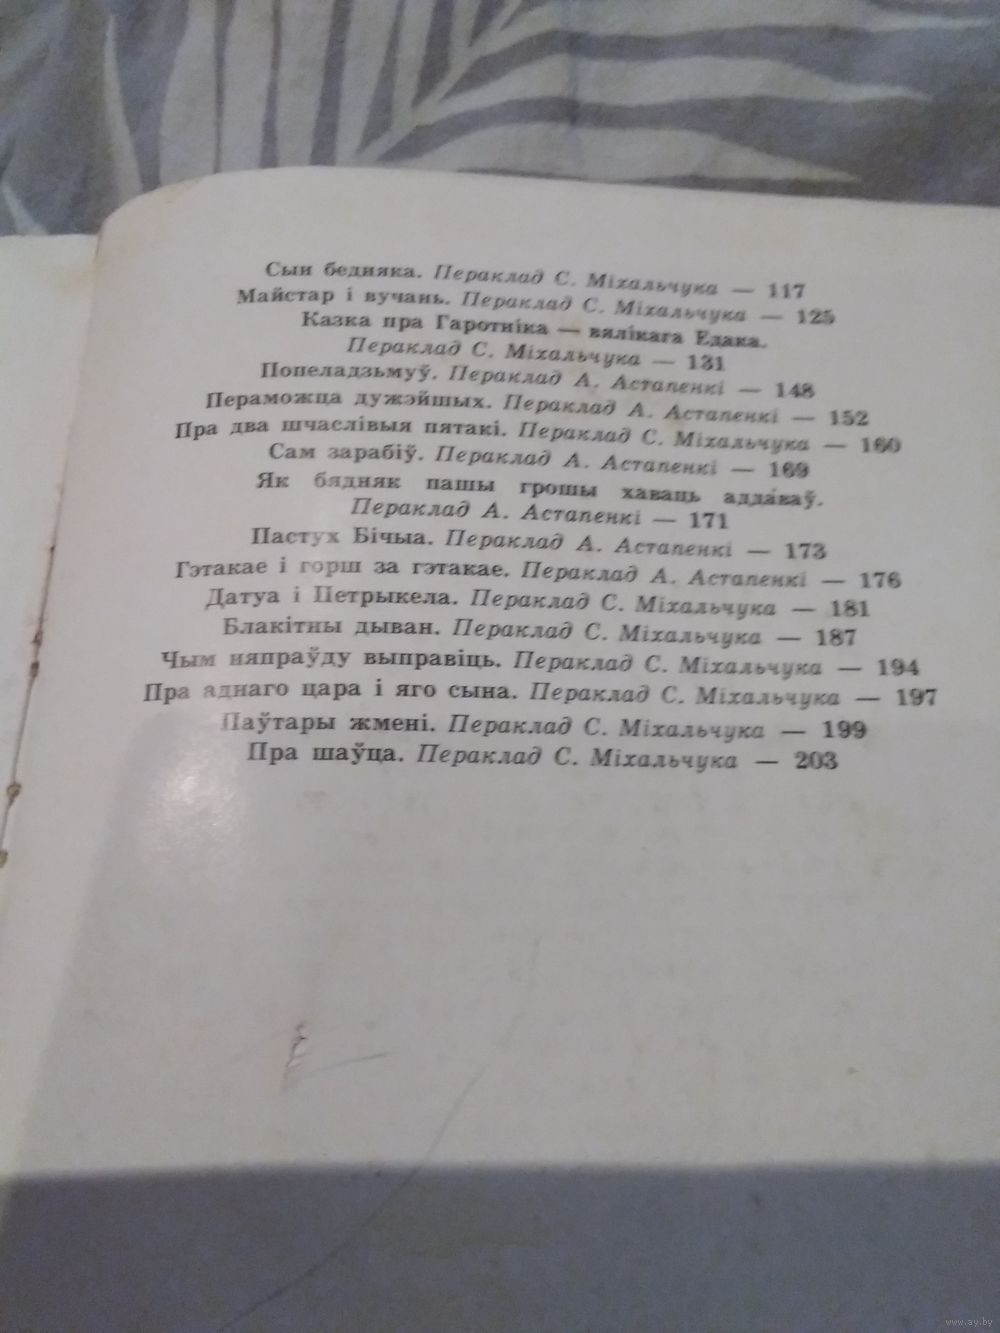 Сын бедняка. Пераклад С. Міхальчука — 117
Майстар і вучань. Пераклад С. Міхальчука — 125
Казка пра Гаротніка — вялікага Едака.
Пераклад С. Міхальчука — 131
Попеладзьмуў. Пераклад А. Астапенкі — 148
Пераможца дужэйшых. Пераклад А. Астапенкі — 152
Пра два шчаслівыя пятакі. Пераклад С. Міхальчука — 160
Сам зарабіў. Пераклад А. Астапенкі — 169
Як бядняк пашы грошы хаваць аддаваў.
Пераклад А. Астапенкі — 171
Пастух Бічыа. Пераклад А. Астапенкі — 173
Гэтакае і горш за гэтакае. Пераклад А. Астапенкі — 176
Датуа і Петрыкела. Пераклад С. Міхальчука — 181
Блакітны дыван. Пераклад С. Міхальчука — 187
Чым няпраўду выправіць. Пераклад С. Міхальчука — 194
Пра аднаго цара і яго сына. Пераклад С. Міхальчука — 197
Паўтары жмені. Пераклад С. Міхальчука — 199
Пра шаўца. Пераклад С. Міхальчука — 203
www.ay.by